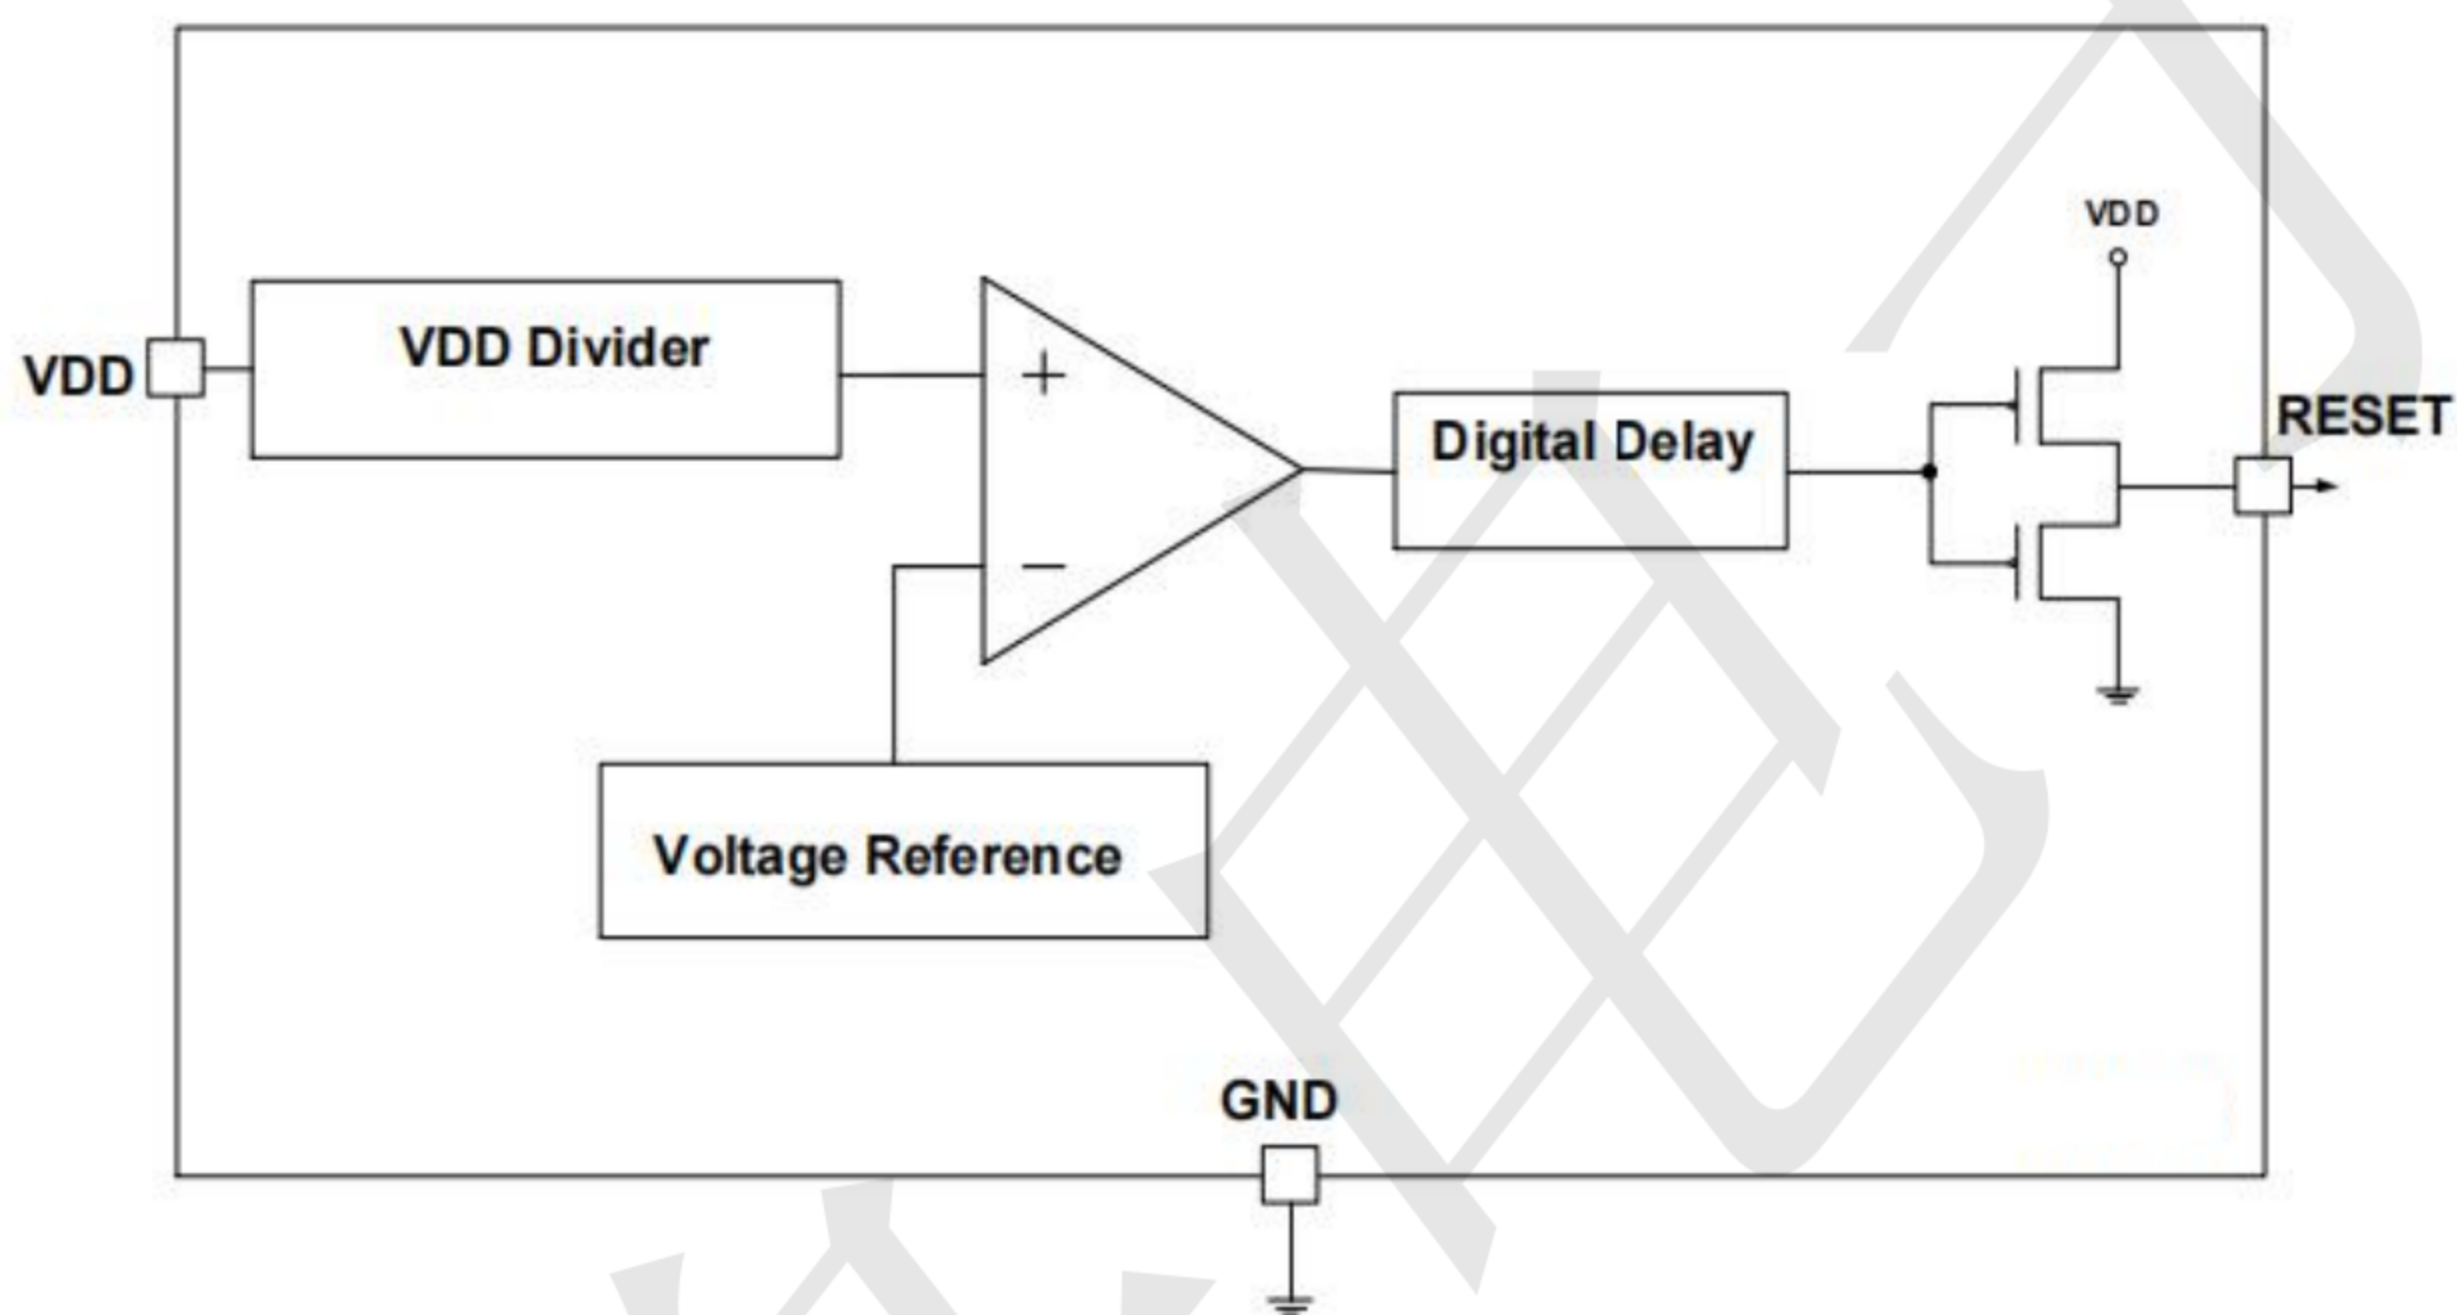 VDD
VDD Divider
VDD
RESET
+
Digital Delay
−
Voltage Reference
GND